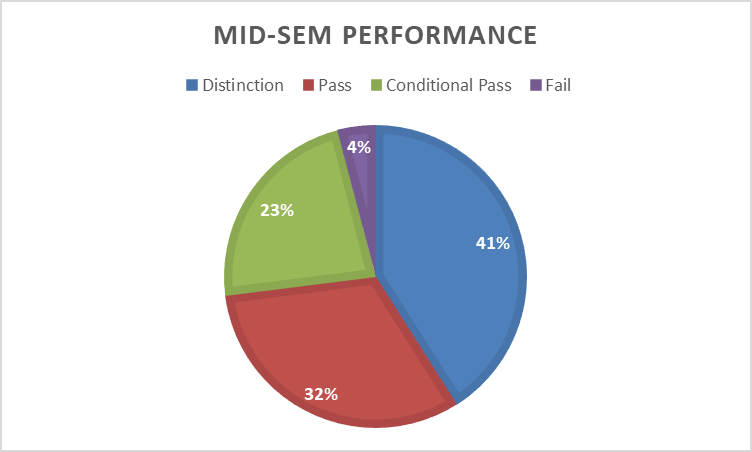 MID-SEM PERFORMANCE
Distinction Pass Conditional Pass Fail
4%
23%
41%
32%